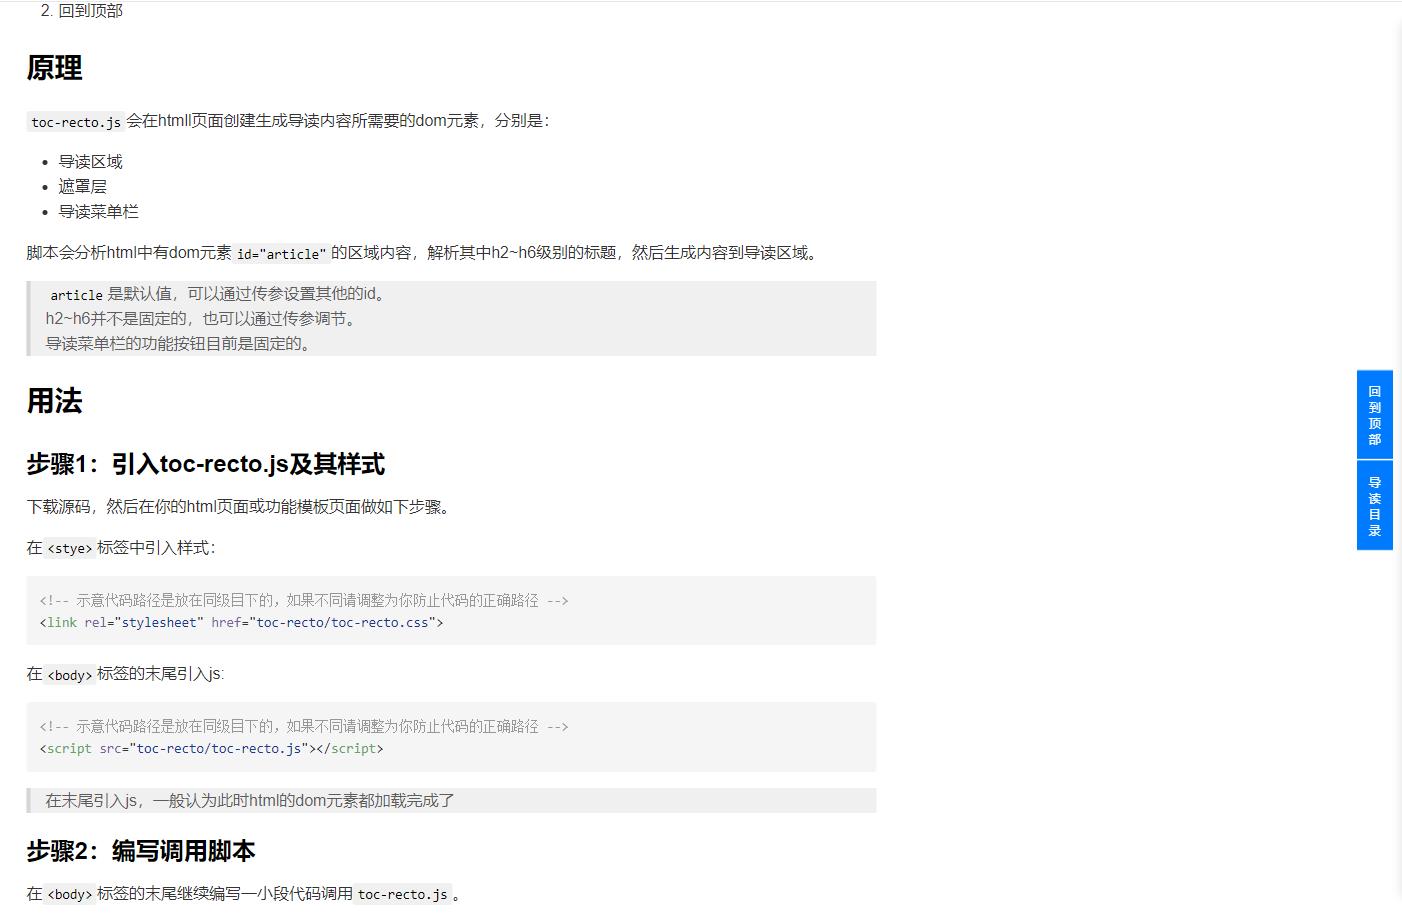 2. 回到顶部
原理
toc-recto.js 会在htmll页面创建生成导读内容所需要的dom元素，分别是：
• 导读区域
• 遮罩层
• 导读菜单栏
脚本会分析html中有dom元素 id="article" 的区域内容，解析其中h2~h6级别的标题，然后生成内容到导读区域。
article 是默认值，可以通过传参设置其他的id。
h2~h6并不是固定的，也可以通过传参调节。
导读菜单栏的功能按钮目前是固定的。
用法
步骤1：引入toc-recto.js及其样式
下载源码，然后在你的html页面或功能模板页面做如下步骤。
在 <stye> 标签中引入样式：
<!-- 示意代码路径是放在同级目下的，如果不同请调整为你防止代码的正确路径 -->
<link rel="stylesheet" href="toc-recto/toc-recto.css">
在 <body> 标签的末尾引入js:
<!-- 示意代码路径是放在同级目下的，如果不同请调整为你防止代码的正确路径 -->
<script src="toc-recto/toc-recto.js"></script>
在末尾引入js，一般认为此时html的dom元素都加载完成了
步骤2：编写调用脚本
在 <body> 标签的末尾继续编写一小段代码调用 toc-recto.js 。
回到顶部
导读目录